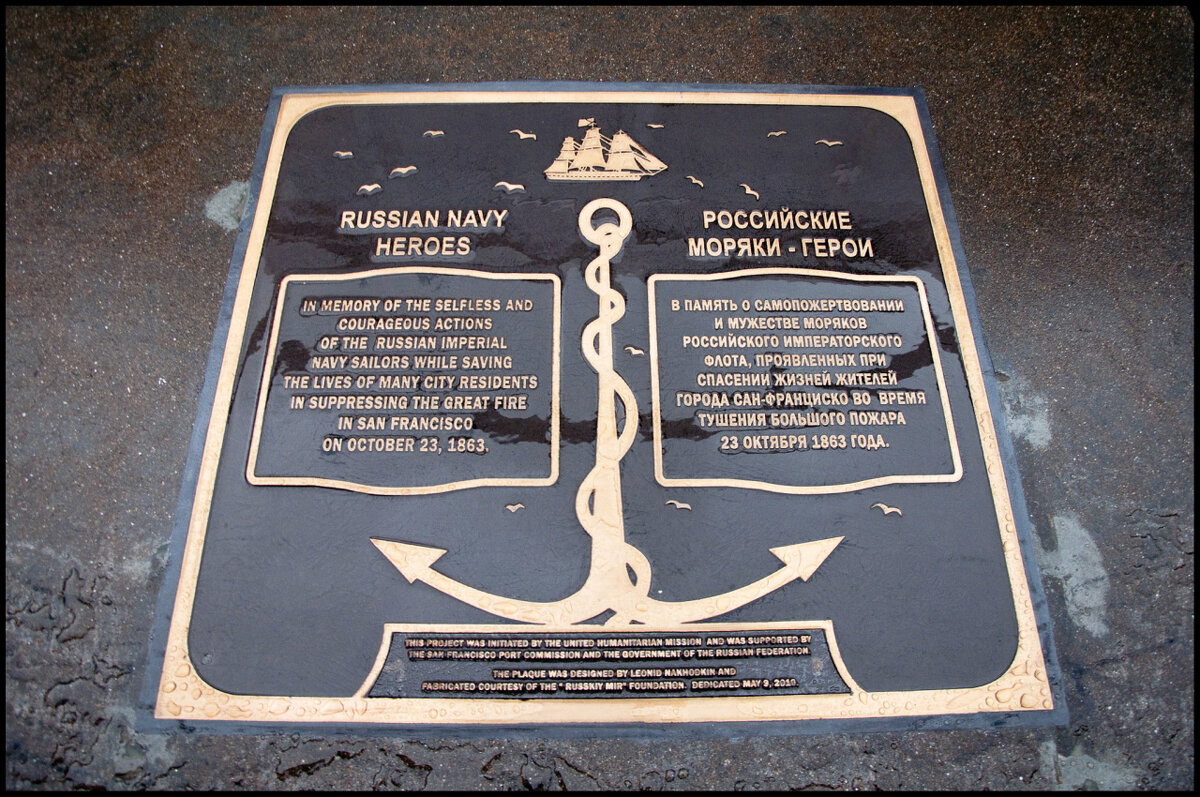 RUSSIAN NAVY
HEROES
IN MEMORY OF THE SELFLESS AND
COURAGEOUS ACTIONS
OF THE RUSSIAN IMPERIAL
NAVY SAILORS WHILE SAVING
THE LIVES OF MANY CITY RESIDENTS
IN SUPPRESSING THE GREAT FIRE
IN SAN FRANCISCO
ON OCTOBER 23, 1863.
РОССИЙСКИЕ
МОРЯКИ - ГЕРОИ
В ПАМЯТЬ О САМОПОЖЕРТВОВАНИИ
И МУЖЕСТВЕ МОРЯКОВ
РОССИЙСКОГО ИМПЕРАТОРСКОГО
ФЛОТА, ПРОЯВЛЕННЫХ ПРИ
СПАСЕНИИ ЖИЗНЕЙ ЖИТЕЛЕЙ
ГОРОДА САН-ФРАНЦИСКО ВО ВРЕМЯ
ТУШЕНИЯ БОЛЬШОГО ПОЖАРА
23 ОКТЯБРЯ 1863 ГОДА.
THIS PROJECT WAS INITIATED BY THE UNITED HUMANITARIAN MISSION AND WAS SUPPORTED BY
THE SAN FRANCISCO PORT COMMISSION AND THE GOVERNMENT OF THE RUSSIAN FEDERATION.
THE PLAQUE WAS DESIGNED BY LEONID NAKHODKIN AND
FABRICATED COURTESY OF THE "RUSSKIY MIR" FOUNDATION. DEDICATED MAY 9, 2010.